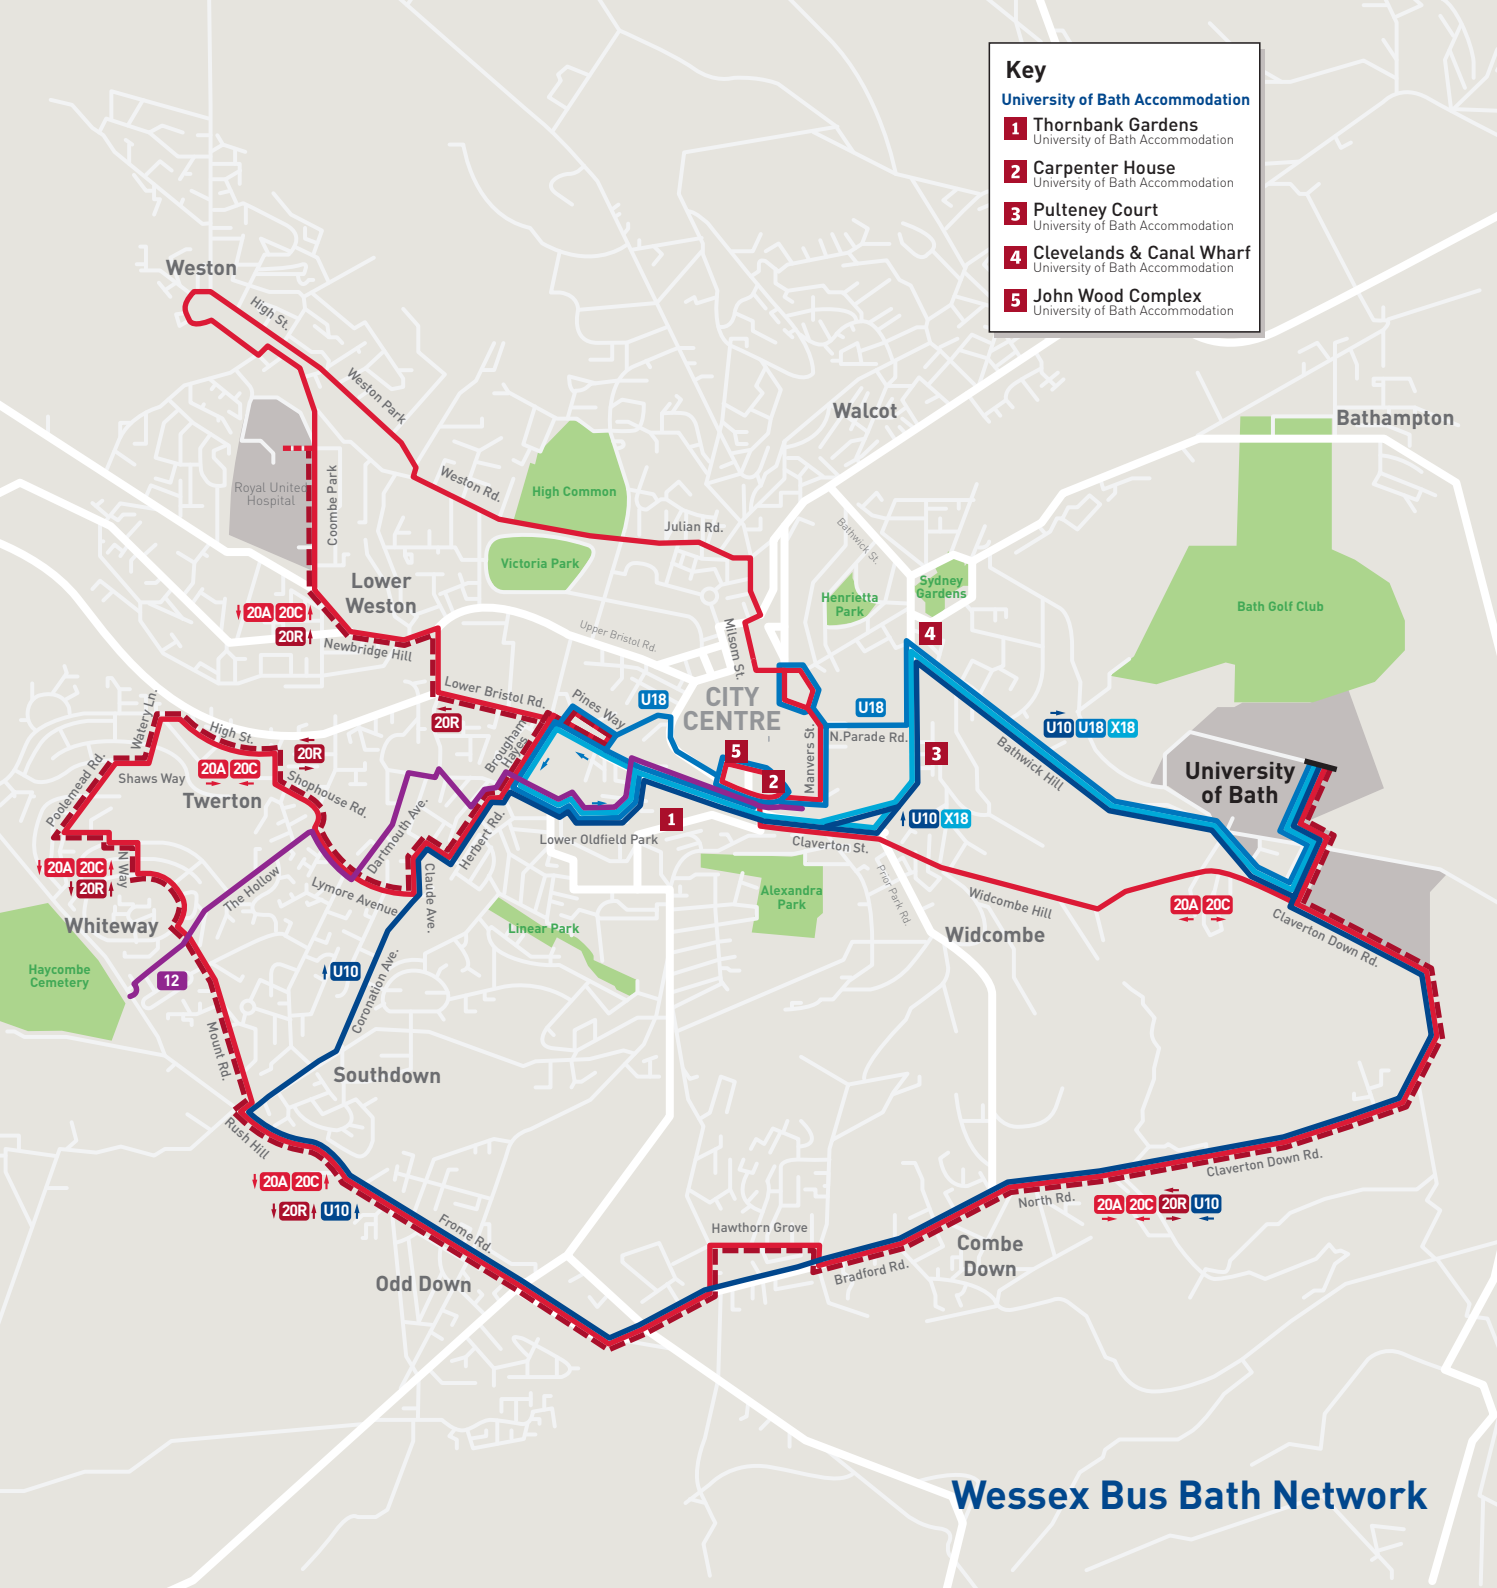 Key
University of Bath Accommodation
1 Thornbank Gardens
University of Bath Accommodation
2 Carpenter House
University of Bath Accommodation
3 Pulteney Court
University of Bath Accommodation
4 Clevelands & Canal Wharf
University of Bath Accommodation
5 John Wood Complex
University of Bath Accommodation
Weston
High St.
Weston Park
Walcot
Bathampton
Weston Rd.
High Common
Royal United
Hospital
Coombe Park
Julian Rd.
Bathwick St.
Victoria Park
Lower
Weston
Sydney
Gardens
Henrietta
Park
Bath Golf Club
20A 20C
20R
Newbridge Hill
Upper Bristol Rd.
Milsom St.
4
Lower Bristol Rd.
20R
Pines Way
U18
CITY
CENTRE
U18
N.Parade Rd.
Manvers St.
U10 U18 X18
Bathwick Hill
Watery Ln.
High St.
20R
Brougham
Hayes
5
2
3
Poolemead Rd.
Shaws Way
20A 20C
Twerton
Shophouse Rd.
University
of Bath
Dartmouth Ave.
Herbert Rd.
1
U10 X18
Lower Oldfield Park
Claverton St.
20A 20C
20R
N Way
The Hollow
Lymore Avenue
Claude Ave.
Alexandra
Park
Prior Park Rd.
Widcombe Hill
20A 20C
Whiteway
Linear Park
Widcombe
Claverton Down Rd.
Haycombe
Cemetery
12
U10
Coronation Ave.
Mount Rd.
Southdown
Rush Hill
20A 20C
20R U10
Claverton Down Rd.
North Rd.
20A 20C 20R U10
Frome Rd.
Hawthorn Grove
Combe
Down
Bradford Rd.
Odd Down
Wessex Bus Bath Network